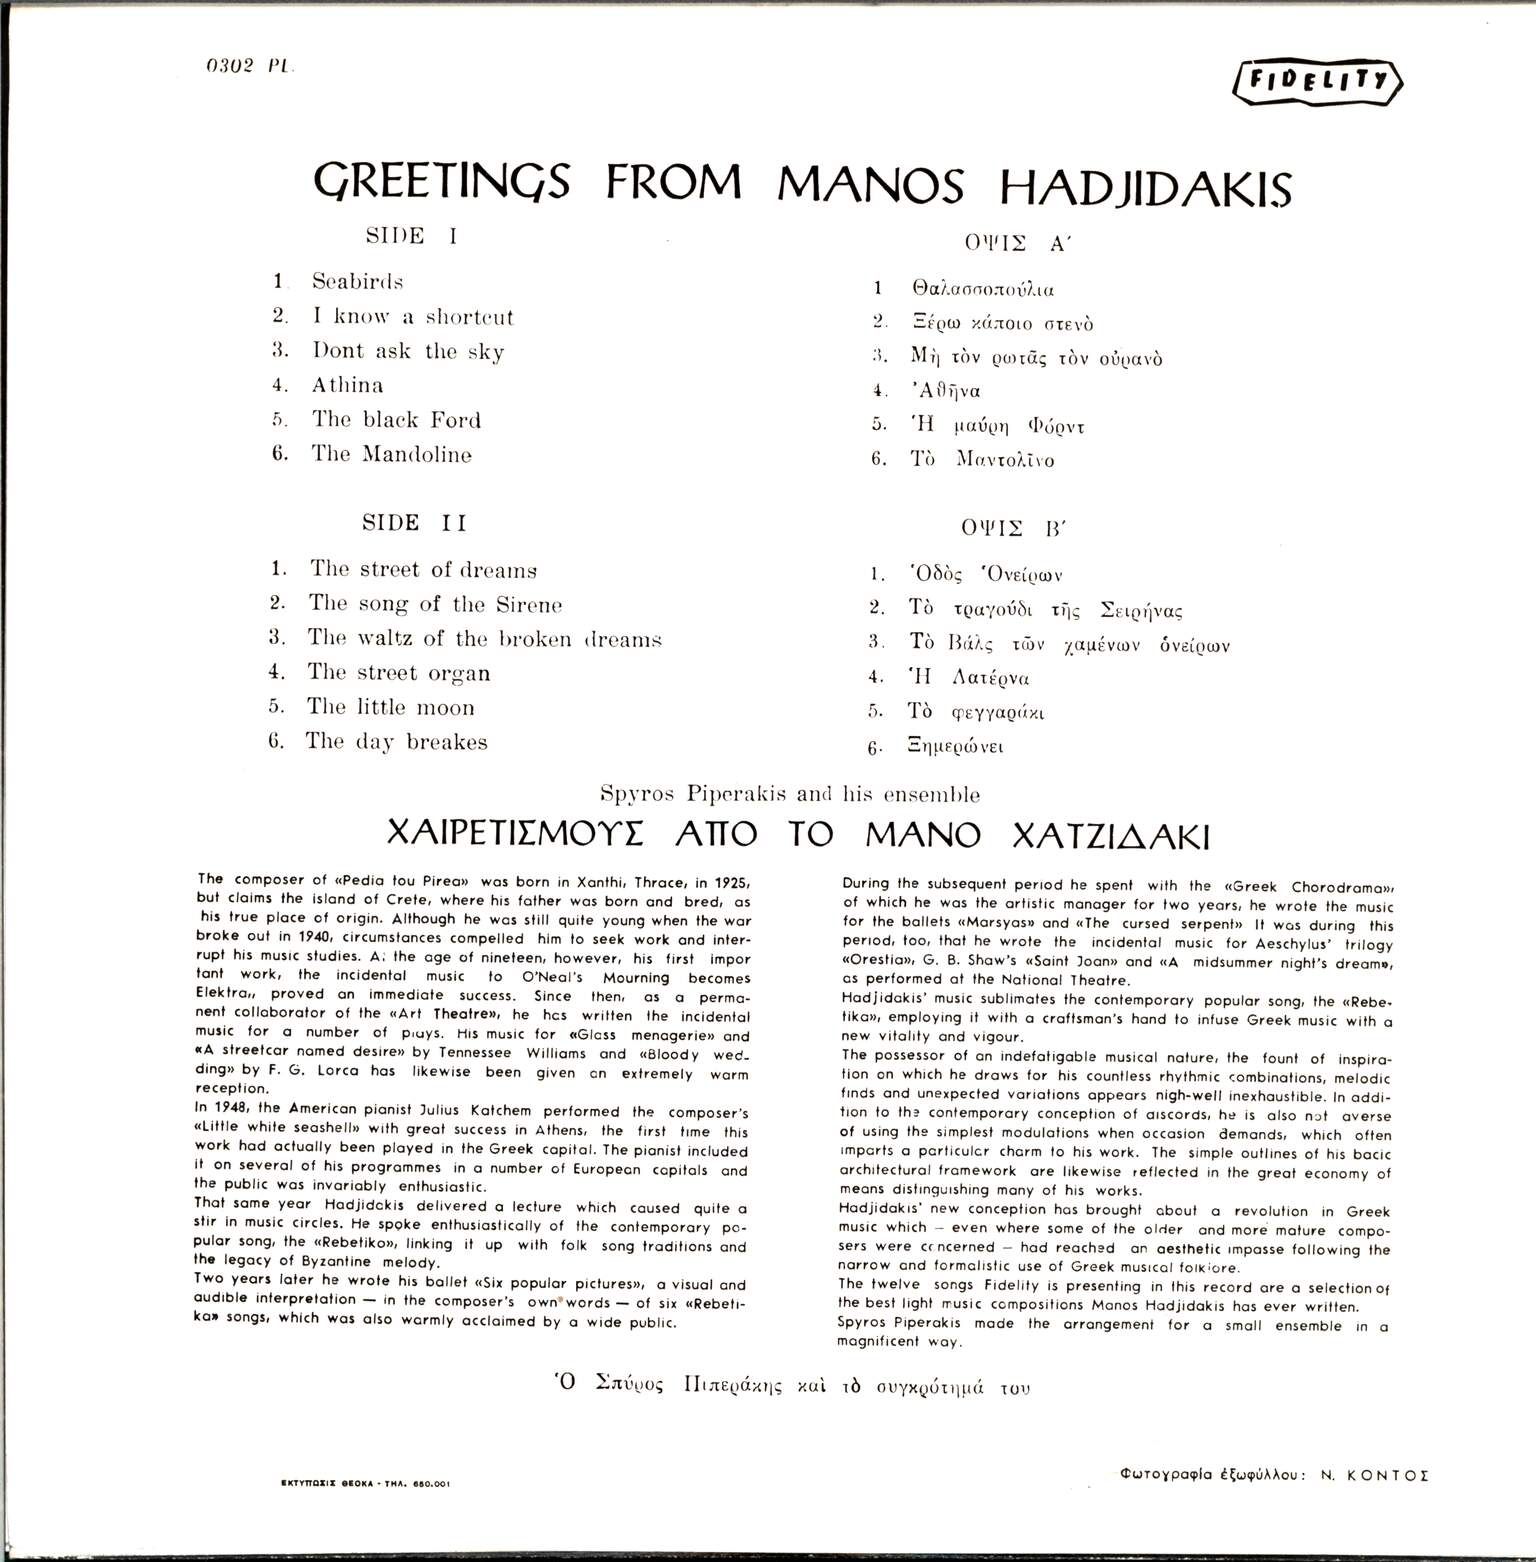 0302 PL.
FIDELITY
GREETINGS FROM MANOS HADJIDAKIS
SIDE I
1 Seabirds
2. I know a shortcut
3. Dont ask the sky
4. Athina
5. The black Ford
6. The Mandoline
SIDE II
1. The street of dreams
2. The song of the Sirene
3. The waltz of the broken dreams
4. The street organ
5. The little moon
6. The day breakes
ΟΨΙΣ Α΄
1 Θαλασσοπούλια
2. Ξέρω κάποιο στενὸ
3. Μὴ τὸν ρωτᾶς τὸν οὐρανὸ
4. Ἀθῆνα
5. Ἡ μαύρη Φόρντ
6. Τὸ Μαντολῖνο
ΟΨΙΣ Β΄
1. Ὁδὸς Ὁνείρων
2. Τὸ τραγούδι τῆς Σειρήνας
3. Τὸ Βάλς τῶν χαμένων ὁνείρων
4. Ἡ Λατέρνα
5. Τὸ φεγγαράκι
6. Ξημερώνει
Spyros Piperakis and his ensemble
ΧΑΙΡΕΤΙΣΜΟΥΣ ΑΠΟ ΤΟ ΜΑΝΟ ΧΑΤΖΙΔΑΚΙ
The composer of «Pedia tou Pirea» was born in Xanthi, Thrace, in 1925,
but claims the island of Crete, where his father was born and bred, as
his true place of origin. Although he was still quite young when the war
broke out in 1940, circumstances compelled him to seek work and inter-
rupt his music studies. A: the age of nineteen, however, his first impor
tant work, the incidental music to O'Neal's Mourning becomes
Elektra,, proved an immediate success. Since then, as a perma-
nent collaborator of the «Art Theatre», he has written the incidental
music for a number of plays. His music for «Glass menagerie» and
«A streetcar named desire» by Tennessee Williams and «Bloody wed-
ding» by F. G. Lorca has likewise been given an extremely warm
reception.
In 1948, the American pianist Julius Katchem performed the composer's
«Little white seashell» with great success in Athens, the first time this
work had actually been played in the Greek capital. The pianist included
it on several of his programmes in a number of European capitals and
the public was invariably enthusiastic.
That same year Hadjidakis delivered a lecture which caused quite a
stir in music circles. He spoke enthusiastically of the contemporary po-
pular song, the «Rebetiko», linking it up with folk song traditions and
the legacy of Byzantine melody.
Two years later he wrote his ballet «Six popular pictures», a visual and
audible interpretation — in the composer's own words — of six «Rebeti-
ka» songs, which was also warmly acclaimed by a wide public.
During the subsequent period he spent with the «Greek Chorodrama»,
of which he was the artistic manager for two years, he wrote the music
for the ballets «Marsyas» and «The cursed serpent» It was during this
period, too, that he wrote the incidental music for Aeschylus' trilogy
«Orestia», G. B. Shaw's «Saint Joan» and «A midsummer night's dream»,
as performed at the National Theatre.
Hadjidakis' music sublimates the contemporary popular song, the «Rebe-
tika», employing it with a craftsman's hand to infuse Greek music with a
new vitality and vigour.
The possessor of an indefatigable musical nature, the fount of inspira-
tion on which he draws for his countless rhythmic combinations, melodic
finds and unexpected variations appears nigh-well inexhaustible. In addi-
tion to the contemporary conception of discords, he is also not averse
of using the simplest modulations when occasion demands, which often
imparts a particular charm to his work. The simple outlines of his bacic
architectural framework are likewise reflected in the great economy of
means distinguishing many of his works.
Hadjidakis' new conception has brought about a revolution in Greek
music which — even where some of the older and more mature compo-
sers were concerned — had reached an aesthetic impasse following the
narrow and formalistic use of Greek musical folklore.
The twelve songs Fidelity is presenting in this record are a selection of
the best light music compositions Manos Hadjidakis has ever written.
Spyros Piperakis made the arrangement for a small ensemble in a
magnificent way.
Ὁ Σπύρος Πιπεράκης καὶ τὸ συγκρότημά του
ΕΚΤΥΠΩΣΙΣ ΘΕΟΚΑ - ΤΗΛ. 650.001
Φωτογραφία ἐξωφύλλου: Ν. ΚΟΝΤΟΣ